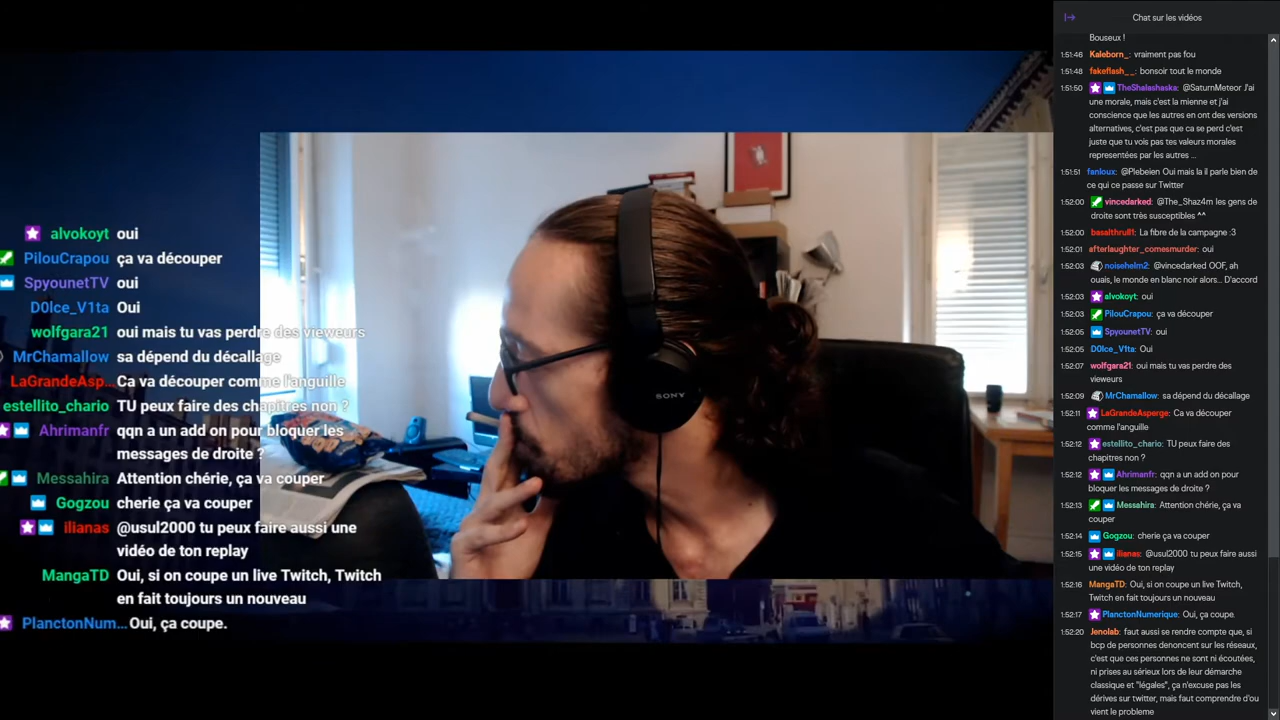 alvokoyt oui
PilouCrapou ça va découper
SpyounetTV oui
D0lce_V1ta Oui
wolfgara21 oui mais tu vas perdre des vieweurs
MrChamallow sa dépend du décallage
LaGrandeAsp... Ca va découper comme l'anguille
estellito_chario TU peux faire des chapitres non ?
Ahrimanfr qqn a un add on pour bloquer les
messages de droite ?
Messahira Attention chérie, ça va couper
Gogzou cherie ça va couper
ilianas @usul2000 tu peux faire aussi une
vidéo de ton replay
MangaTD Oui, si on coupe un live Twitch, Twitch
en fait toujours un nouveau
PlanctonNum... Oui, ça coupe.
SONY
Chat sur les vidéos
Bouseux !
1:51:46 Kaleborn_: vraiment pas fou
1:51:48 fakeflash__: bonsoir tout le monde
1:51:50 TheShalashaska: @SaturnMeteor J'ai
une morale, mais c'est la mienne et j'ai
conscience que les autres en ont des versions
alternatives, c'est pas que ca se perd c'est
juste que tu vois pas tes valeurs morales
representées par les autres ...
1:51:51 fanloux: @Plebeien Oui mais la il parle bien de
ce qui ce passe sur Twitter
1:52:00 vincedarked: @The_Shaz4m les gens de
droite sont très susceptibles ^^
1:52:00 basalthrull1: La fibre de la campagne :3
1:52:01 afterlaughter_comesmurder: oui
1:52:03 noisehelm2: @vincedarked OOF, ah
ouais, le monde en blanc noir alors... D'accord
1:52:03 alvokoyt: oui
1:52:03 PilouCrapou: ça va découper
1:52:05 SpyounetTV: oui
1:52:05 D0lce_V1ta: Oui
1:52:07 wolfgara21: oui mais tu vas perdre des
vieweurs
1:52:09 MrChamallow: sa dépend du décallage
1:52:11 LaGrandeAsperge: Ca va découper
comme l'anguille
1:52:12 estellito_chario: TU peux faire des
chapitres non ?
1:52:12 Ahrimanfr: qqn a un add on pour
bloquer les messages de droite ?
1:52:13 Messahira: Attention chérie, ça va
couper
1:52:14 Gogzou: cherie ça va couper
1:52:15 ilianas: @usul2000 tu peux faire aussi
une vidéo de ton replay
1:52:16 MangaTD: Oui, si on coupe un live Twitch,
Twitch en fait toujours un nouveau
1:52:17 PlanctonNumerique: Oui, ça coupe.
1:52:20 Jenolab: faut aussi se rendre compte que, si
bcp de personnes denoncent sur les réseaux,
c'est que ces personnes ne sont ni écoutées,
ni prises au sérieux lors de leur démarche
classique et "légales", ça n'excuse pas les
dérives sur twitter, mais faut comprendre d'ou
vient le probleme